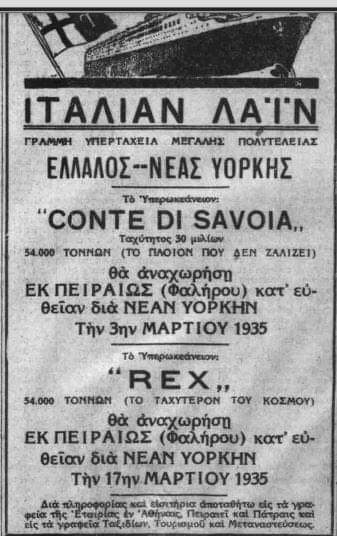 ΙΤΑΛΙΑΝ ΛΑΪΝ
ΓΡΑΜΜΗ ΥΠΕΡΤΑΧΕΙΑ ΜΕΓΑΛΗΣ ΠΟΛΥΤΕΛΕΙΑΣ
ΕΛΛΑΔΟΣ--ΝΕΑΣ ΥΟΡΚΗΣ
Τὸ Ὑπερωκεάνειον:
"CONTE DI SAVOIA„
Ταχύτητος 30 μιλίων
54.000 ΤΟΝΝΩΝ (ΤΟ ΠΛΟΙΟΝ ΠΟΥ ΔΕΝ ΖΑΛΙΖΕΙ)
θὰ ἀναχωρήσῃ
ΕΚ ΠΕΙΡΑΙΩΣ (Φαλήρου) κατ' εὐ-
θεῖαν διὰ ΝΕΑΝ ΥΟΡΚΗΝ
Τὴν 3ην ΜΑΡΤΙΟΥ 1935
Τὸ Ὑπερωκεάνειον:
"REX„
54.000 ΤΟΝΝΩΝ (ΤΟ ΤΑΧΥΤΕΡΟΝ ΤΟΥ ΚΟΣΜΟΥ)
θὰ ἀναχωρήσῃ
ΕΚ ΠΕΙΡΑΙΩΣ (Φαλήρου) κατ' εὐ-
θεῖαν διὰ ΝΕΑΝ ΥΟΡΚΗΝ
Τὴν 17ην ΜΑΡΤΙΟΥ 1935
Διὰ πληροφορίας καὶ εἰσιτήρια ἀποταθῆτω εἰς τὰ γρα-
φεῖα τῆς Ἑταιρίας ἐν Ἀθήναις, Πειραιεῖ καὶ Πάτραις καὶ
εἰς τὰ γραφεῖα Ταξιδίων, Τουρισμοῦ καὶ Μεταναστεύσεως.